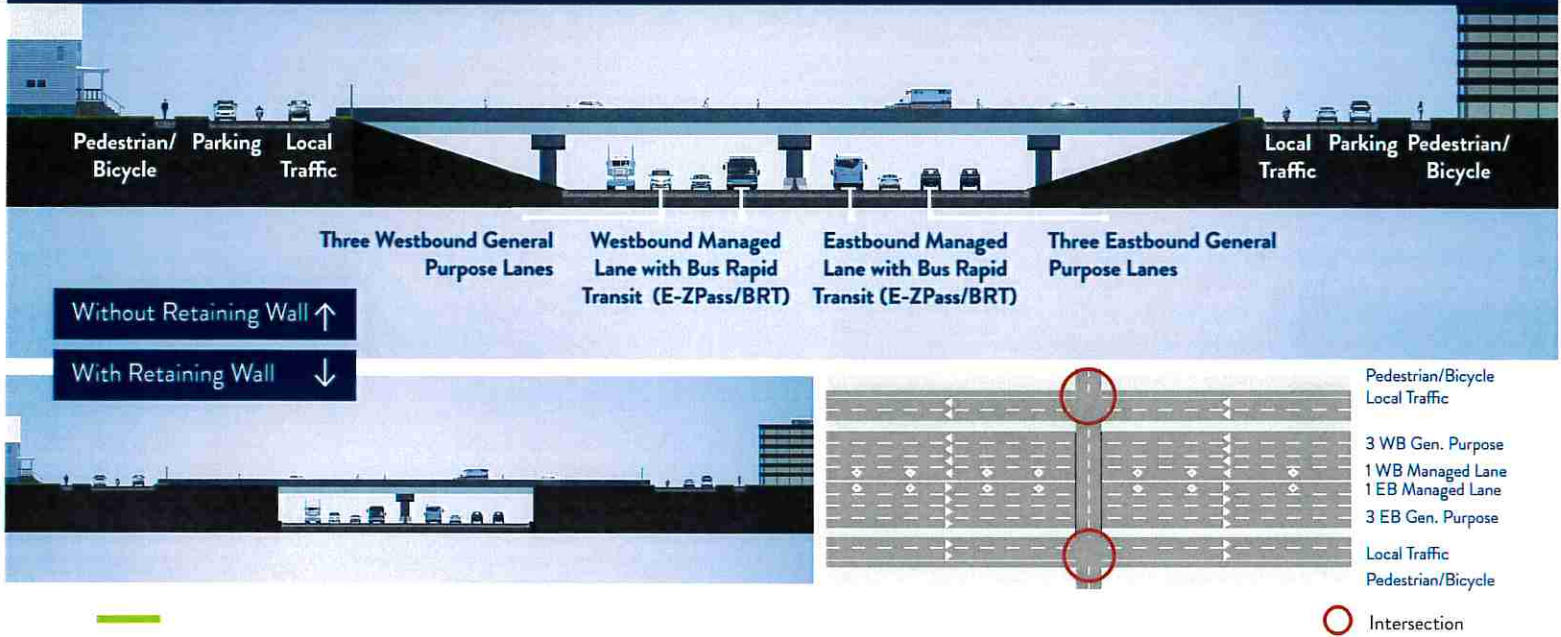 Pedestrian/
Bicycle
Parking
Local
Traffic
Local
Traffic
Parking
Pedestrian/
Bicycle
Three Westbound General
Purpose Lanes
Westbound Managed
Lane with Bus Rapid
Transit (E-ZPass/BRT)
Eastbound Managed
Lane with Bus Rapid
Transit (E-ZPass/BRT)
Three Eastbound General
Purpose Lanes
Without Retaining Wall ↑
With Retaining Wall ↓
Pedestrian/Bicycle
Local Traffic
3 WB Gen. Purpose
1 WB Managed Lane
1 EB Managed Lane
3 EB Gen. Purpose
Local Traffic
Pedestrian/Bicycle
Intersection